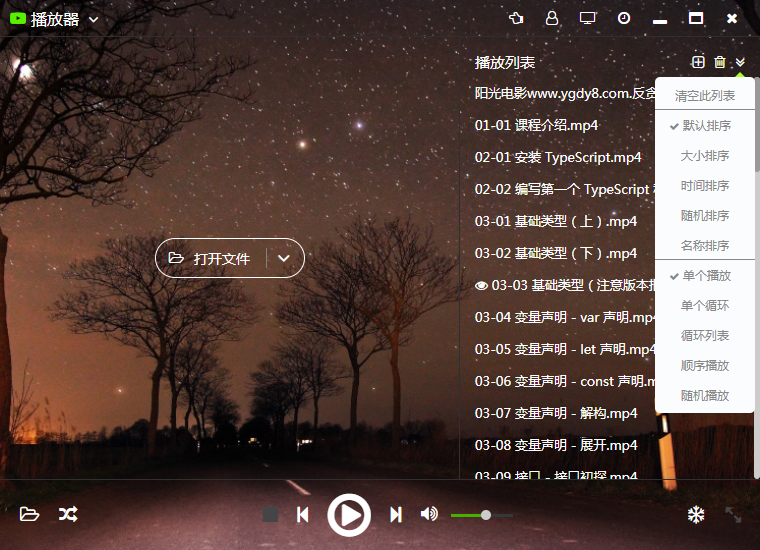 播放器
播放列表
阳光电影www.ygdy8.com.反贪
01-01 课程介绍.mp4
02-01 安装 TypeScript.mp4
02-02 编写第一个 TypeScript
03-01 基础类型（上）.mp4
03-02 基础类型（下）.mp4
03-03 基础类型（注意版本报
03-04 变量声明 - var 声明.mp4
03-05 变量声明 - let 声明.mp4
03-06 变量声明 - const 声明.m
03-07 变量声明 - 解构.mp4
03-08 变量声明 - 展开.mp4
03-09 接口 - 接口初探.mp4
清空此列表
默认排序
大小排序
时间排序
随机排序
名称排序
单个播放
单个循环
循环列表
顺序播放
随机播放
打开文件